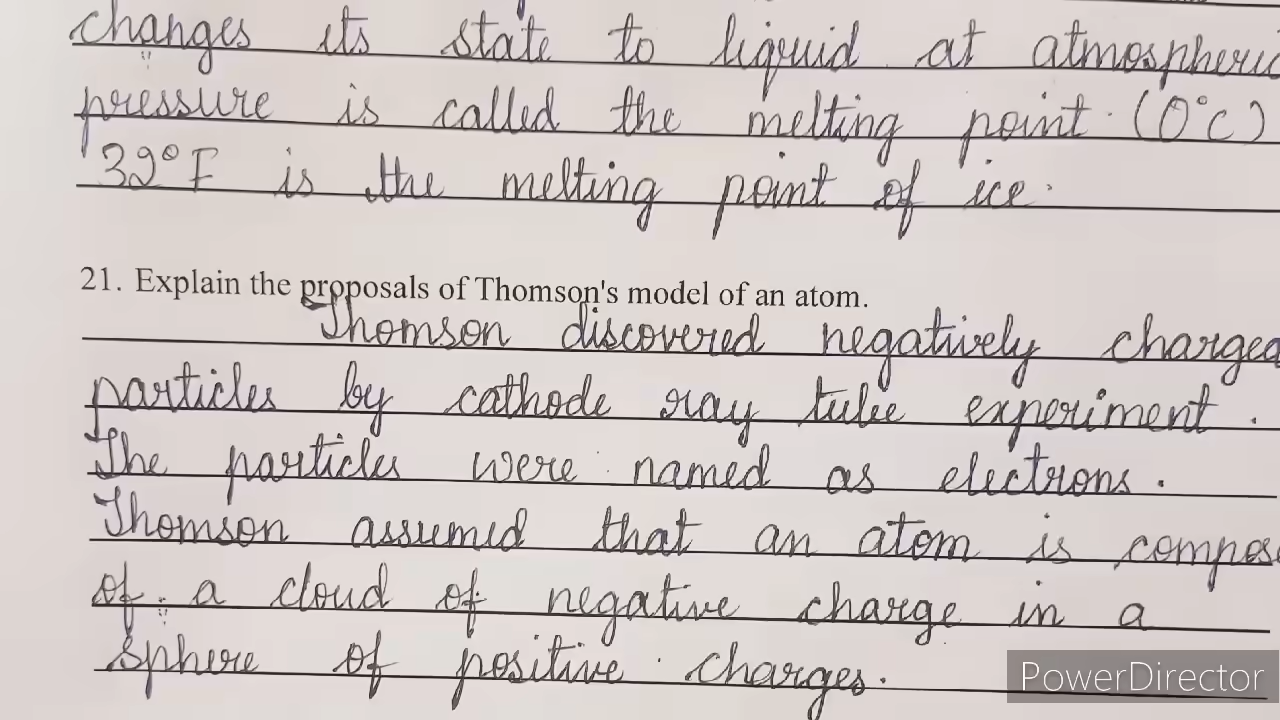 changes its state to liquid at atmospheric
pressure is called the melting point. (0°C)
32°F is the melting point of ice.
21. Explain the proposals of Thomson's model of an atom.
Thomson discovered negatively charged
particles by cathode ray tube experiment.
The particles were named as electrons.
Thomson assumed that an atom is compose
of a cloud of negative charge in a
sphere of positive charges.
PowerDirector